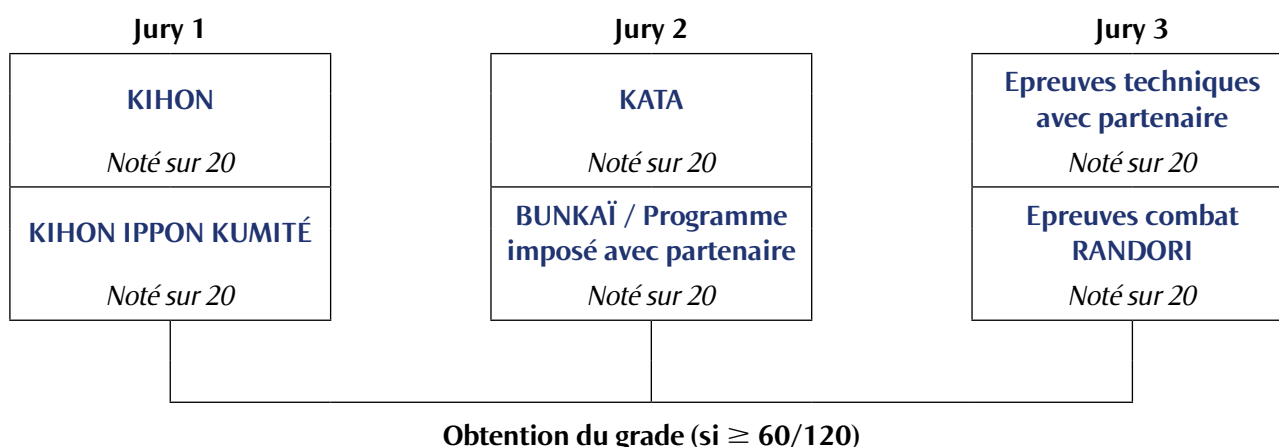 Jury 1
KIHON
Noté sur 20
KIHON IPPON KUMITÉ
Noté sur 20
Jury 2
KATA
Noté sur 20
BUNKAÏ / Programme
imposé avec partenaire
Noté sur 20
Jury 3
Epreuves techniques
avec partenaire
Noté sur 20
Epreuves combat
RANDORI
Noté sur 20
Obtention du grade (si ≥ 60/120)